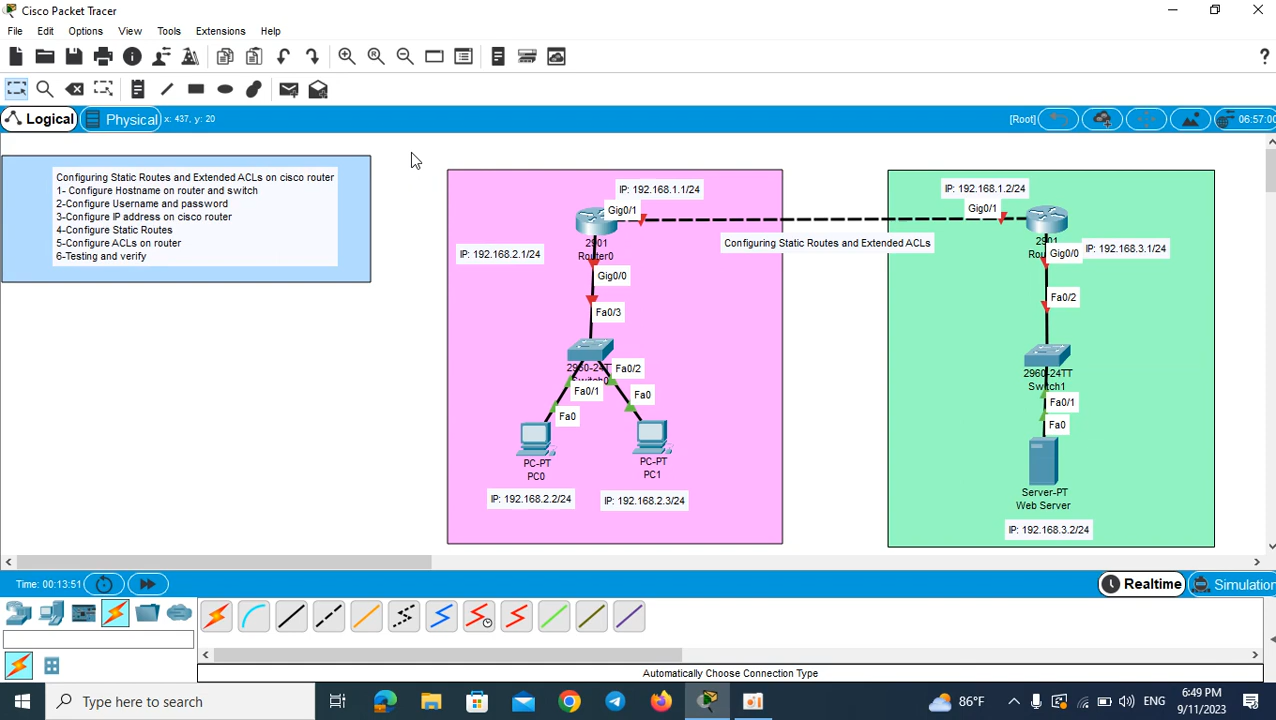 Cisco Packet Tracer
File Edit Options View Tools Extensions Help
Logical Physical x: 437, y: 20 [Root] 06:57:00
Configuring Static Routes and Extended ACLs on cisco router
1- Configure Hostname on router and switch
2-Configure Username and password
3-Configure IP address on cisco router
4-Configure Static Routes
5-Configure ACLs on router
6-Testing and verify
IP: 192.168.1.1/24
Gig0/1
2901
Router0
IP: 192.168.2.1/24
Gig0/0
Fa0/3
2960-24TT
Switch0
Fa0/2
Fa0/1
Fa0
Fa0
PC-PT
PC0
PC-PT
PC1
IP: 192.168.2.2/24
IP: 192.168.2.3/24
Configuring Static Routes and Extended ACLs
IP: 192.168.1.2/24
Gig0/1
2901
Gig0/0
IP: 192.168.3.1/24
Fa0/2
2960-24TT
Switch1
Fa0/1
Fa0
Server-PT
Web Server
IP: 192.168.3.2/24
Time: 00:13:51 Realtime Simulation
Automatically Choose Connection Type
Type here to search
86°F
ENG
6:49 PM
9/11/2023